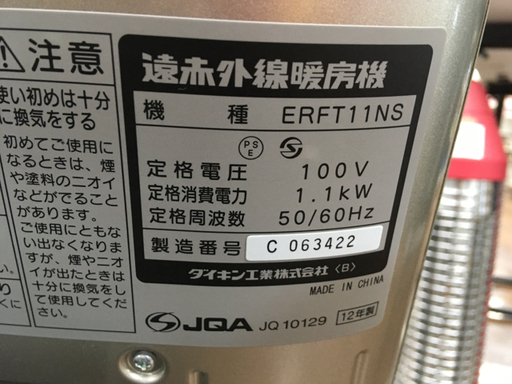 注意
使い初めは十分
に換気をする
初めてご使用に
なるときは、煙
や塗料のニオイ
などがでることが
あります。
ご使用にともな
い出なくなりま
すが、煙やニオ
イが出たときは
十分に換気をし
て使用してくだ
さい。
遠赤外線暖房機
機種 ERFT11NS
PSE
定格電圧 100V
定格消費電力 1.1kW
定格周波数 50/60Hz
製造番号 C 063422
ダイキン工業株式会社〈B〉
MADE IN CHINA
JQA JQ10129 12年製